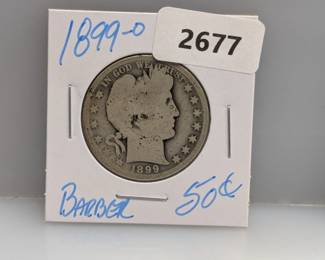 1899-O
2677
IN GOD WE TRUST
1899
BARBER 50¢